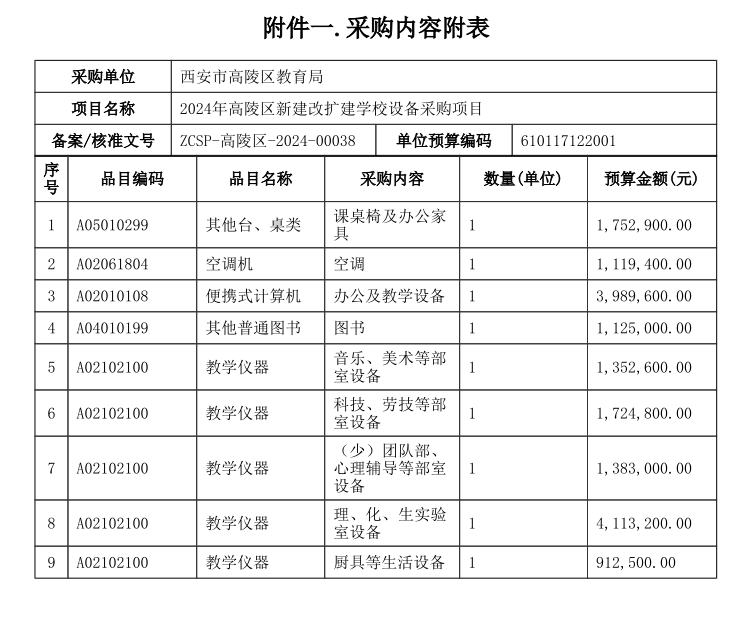 附件一.采购内容附表
采购单位 西安市高陵区教育局
项目名称 2024年高陵区新建改扩建学校设备采购项目
备案/核准文号 ZCSP-高陵区-2024-00038 单位预算编码 610117122001
序号 品目编码 品目名称 采购内容 数量(单位) 预算金额(元)
1 A05010299 其他台、桌类 课桌椅及办公家具 1 1,752,900.00
2 A02061804 空调机 空调 1 1,119,400.00
3 A02010108 便携式计算机 办公及教学设备 1 3,989,600.00
4 A04010199 其他普通图书 图书 1 1,125,000.00
5 A02102100 教学仪器 音乐、美术等部室设备 1 1,352,600.00
6 A02102100 教学仪器 科技、劳技等部室设备 1 1,724,800.00
7 A02102100 教学仪器 （少）团队部、心理辅导等部室设备 1 1,383,000.00
8 A02102100 教学仪器 理、化、生实验室设备 1 4,113,200.00
9 A02102100 教学仪器 厨具等生活设备 1 912,500.00